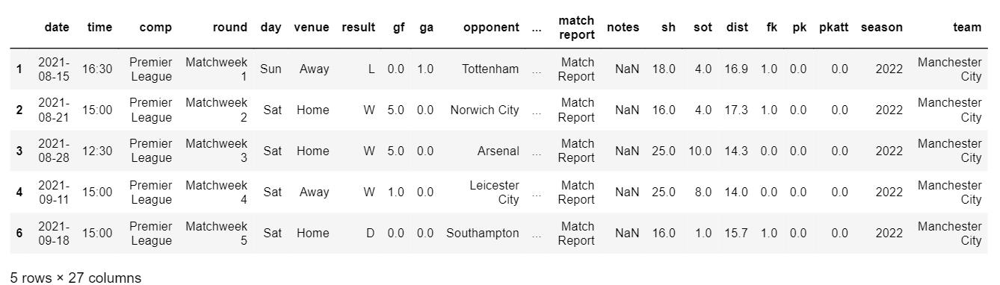 date time comp round day venue result gf ga opponent ... match report notes sh sot dist fk pk pkatt season team
1 2021-08-15 16:30 Premier League Matchweek 1 Sun Away L 0.0 1.0 Tottenham ... Match Report NaN 18.0 4.0 16.9 1.0 0.0 0.0 2022 Manchester City
2 2021-08-21 15:00 Premier League Matchweek 2 Sat Home W 5.0 0.0 Norwich City ... Match Report NaN 16.0 4.0 17.3 1.0 0.0 0.0 2022 Manchester City
3 2021-08-28 12:30 Premier League Matchweek 3 Sat Home W 5.0 0.0 Arsenal ... Match Report NaN 25.0 10.0 14.3 0.0 0.0 0.0 2022 Manchester City
4 2021-09-11 15:00 Premier League Matchweek 4 Sat Away W 1.0 0.0 Leicester City ... Match Report NaN 25.0 8.0 14.0 0.0 0.0 0.0 2022 Manchester City
6 2021-09-18 15:00 Premier League Matchweek 5 Sat Home D 0.0 0.0 Southampton ... Match Report NaN 16.0 1.0 15.7 1.0 0.0 0.0 2022 Manchester City
5 rows × 27 columns